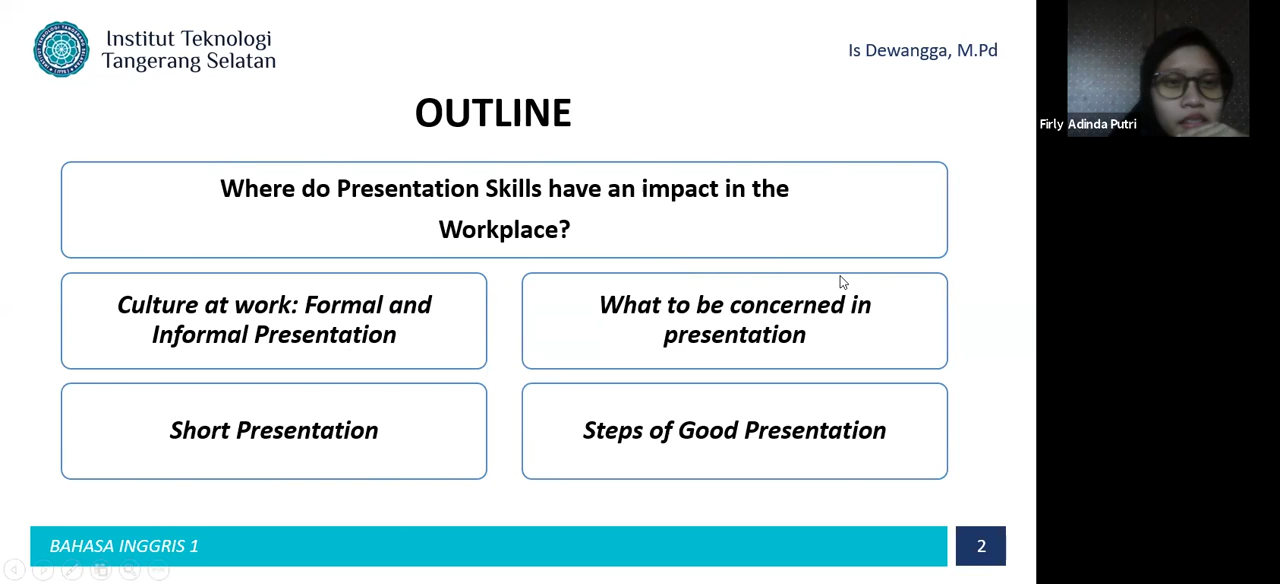 Institut Teknologi
Tangerang Selatan
Is Dewangga, M.Pd
Firly Adinda Putri
OUTLINE
Where do Presentation Skills have an impact in the
Workplace?
Culture at work: Formal and
Informal Presentation
What to be concerned in
presentation
Short Presentation
Steps of Good Presentation
BAHASA INGGRIS 1
2